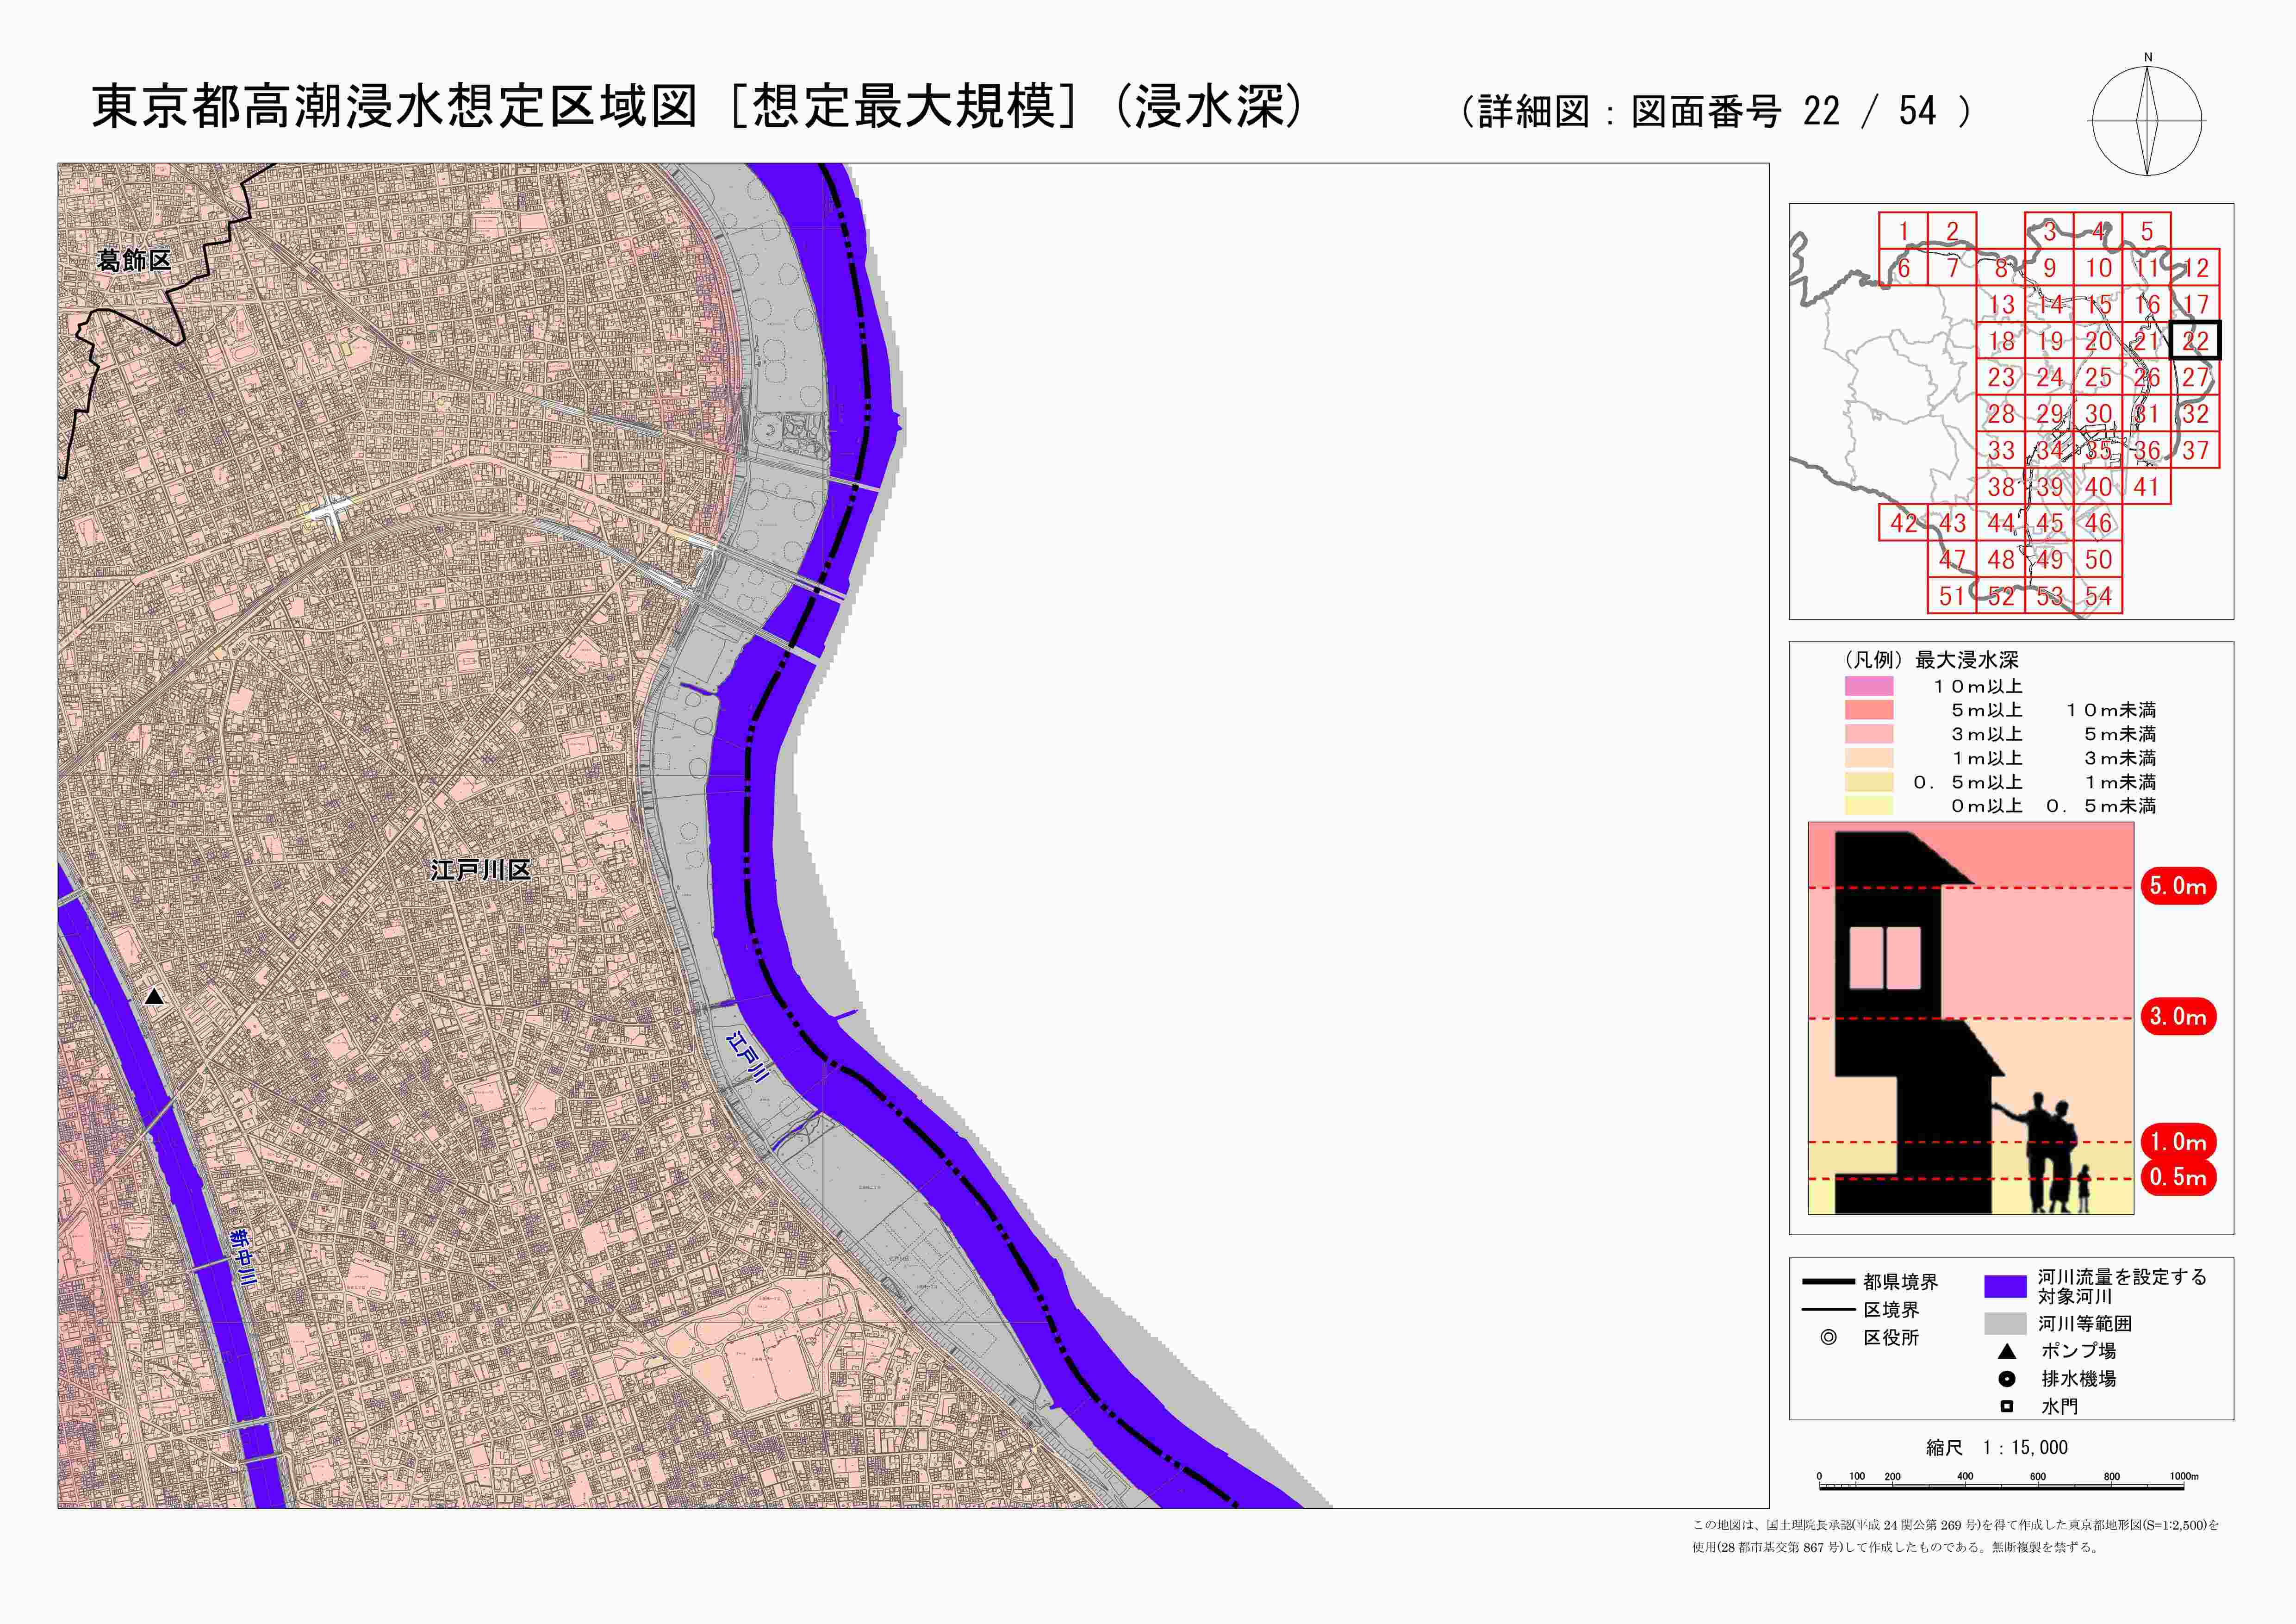 東京都高潮浸水想定区域図［想定最大規模］（浸水深）
（詳細図：図面番号 22 / 54 ）
N
葛飾区
江戸川区
江戸川
新中川
1 2 3 4 5
6 7 8 9 10 11 12
13 14 15 16 17
18 19 20 21 22
23 24 25 26 27
28 29 30 31 32
33 34 35 36 37
38 39 40 41
42 43 44 45 46
47 48 49 50
51 52 53 54
（凡例）最大浸水深
１０ｍ以上
５ｍ以上 １０ｍ未満
３ｍ以上 ５ｍ未満
１ｍ以上 ３ｍ未満
０．５ｍ以上 １ｍ未満
０ｍ以上 ０．５ｍ未満
5.0m
3.0m
1.0m
0.5m
都県境界
区境界
区役所
河川流量を設定する
対象河川
河川等範囲
ポンプ場
排水機場
水門
縮尺 1：15,000
0 100 200 400 600 800 1000m
この地図は、国土理院長承認(平成 24 関公第 269 号)を得て作成した東京都地形図(S=1:2,500)を
使用(28 都市基交第 867 号)して作成したものである。無断複製を禁ずる。